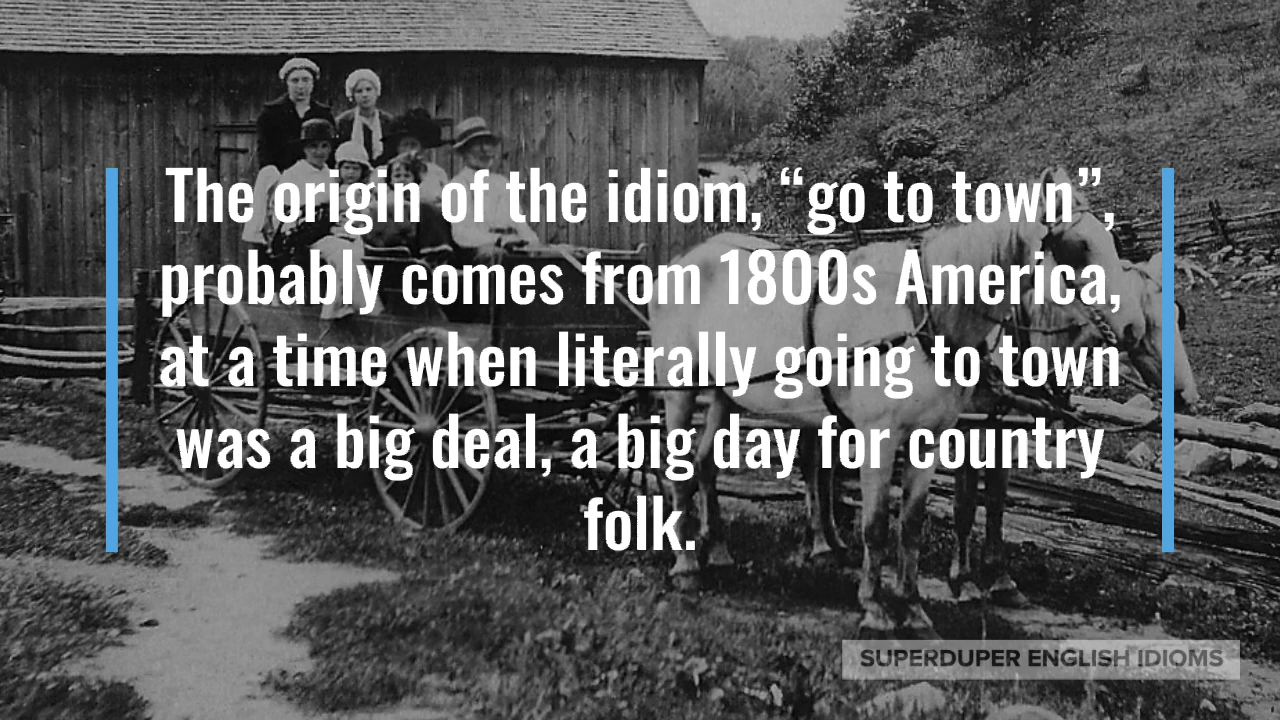 The origin of the idiom, “go to town”,
probably comes from 1800s America,
at a time when literally going to town
was a big deal, a big day for country
folk.
SUPERDUPER ENGLISH IDIOMS